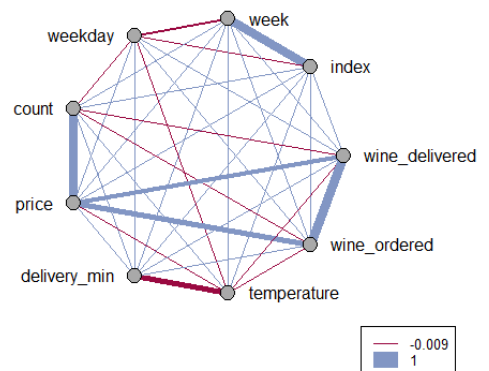 week
weekday
index
count
wine_delivered
price
wine_ordered
delivery_min
temperature
-0.009
1